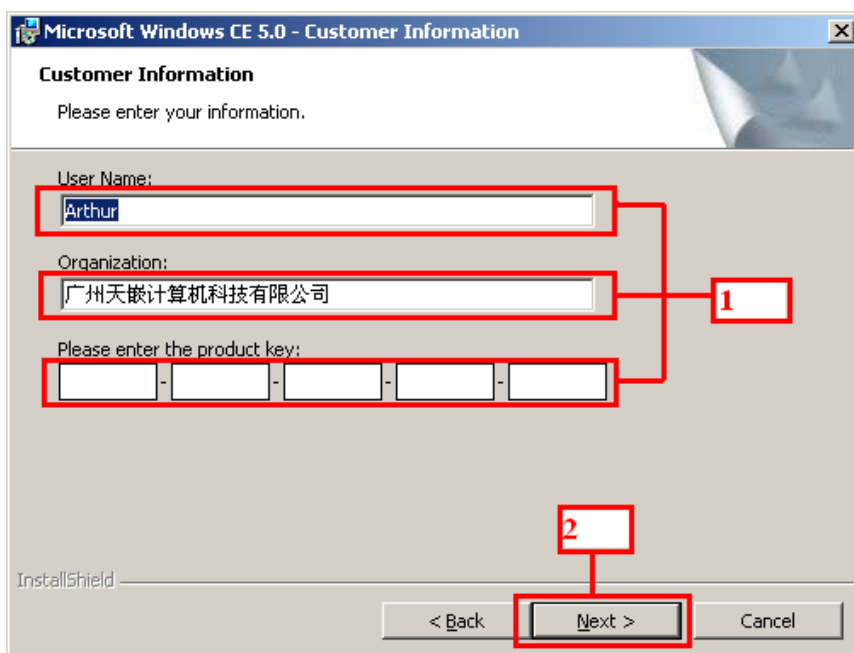 Microsoft Windows CE 5.0 - Customer Information
Customer Information
Please enter your information.
User Name:
Arthur
Organization:
广州天嵌计算机科技有限公司
1
Please enter the product key:
- - - -
2
InstallShield
< Back Next > Cancel